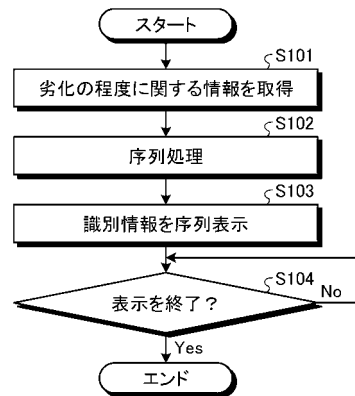 スタート
S101
劣化の程度に関する情報を取得
S102
序列処理
S103
識別情報を序列表示
S104
表示を終了？
No
Yes
エンド